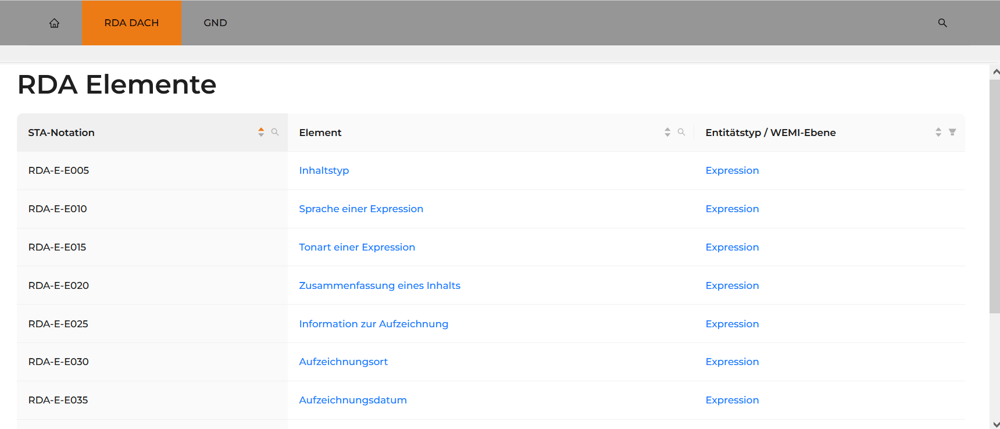 RDA DACH GND
RDA Elemente
STA-Notation Element Entitätstyp / WEMI-Ebene
RDA-E-E005 Inhaltstyp Expression
RDA-E-E010 Sprache einer Expression Expression
RDA-E-E015 Tonart einer Expression Expression
RDA-E-E020 Zusammenfassung eines Inhalts Expression
RDA-E-E025 Information zur Aufzeichnung Expression
RDA-E-E030 Aufzeichnungsort Expression
RDA-E-E035 Aufzeichnungsdatum Expression